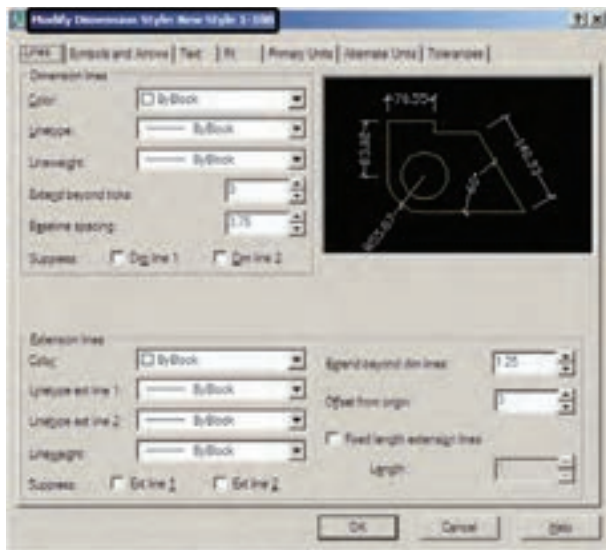 Modify Dimension Style: New Style 1-100
Lines Symbols and Arrows Text Fit Primary Units Alternate Units Tolerances
Dimension lines
Color: ByBlock
Linetype: ByBlock
Lineweight: ByBlock
Extend beyond ticks:
Baseline spacing: 3.75
Suppress: Dim line 1 Dim line 2
Extension lines
Color: ByBlock
Linetype ext line 1: ByBlock
Linetype ext line 2: ByBlock
Lineweight: ByBlock
Suppress: Ext line 1 Ext line 2
Extend beyond dim lines: 1.25
Offset from origin:
Fixed length extension lines
Length:
OK Cancel Help